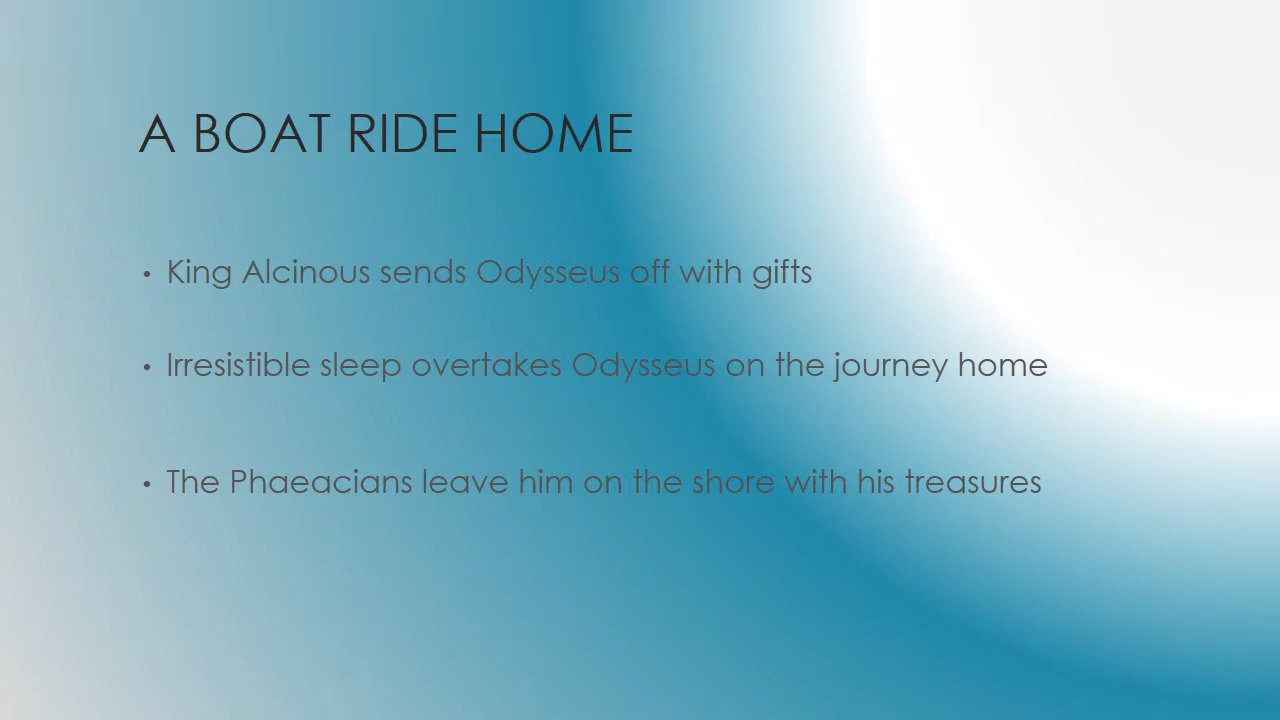 A BOAT RIDE HOME
• King Alcinous sends Odysseus off with gifts
• Irresistible sleep overtakes Odysseus on the journey home
• The Phaeacians leave him on the shore with his treasures